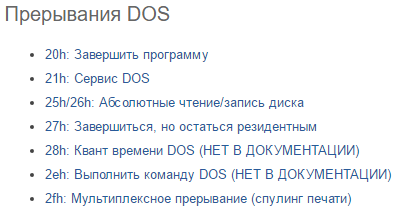 Прерывания DOS
• 20h: Завершить программу
• 21h: Сервис DOS
• 25h/26h: Абсолютные чтение/запись диска
• 27h: Завершиться, но остаться резидентным
• 28h: Квант времени DOS (НЕТ В ДОКУМЕНТАЦИИ)
• 2eh: Выполнить команду DOS (НЕТ В ДОКУМЕНТАЦИИ)
• 2fh: Мультиплексное прерывание (спулинг печати)